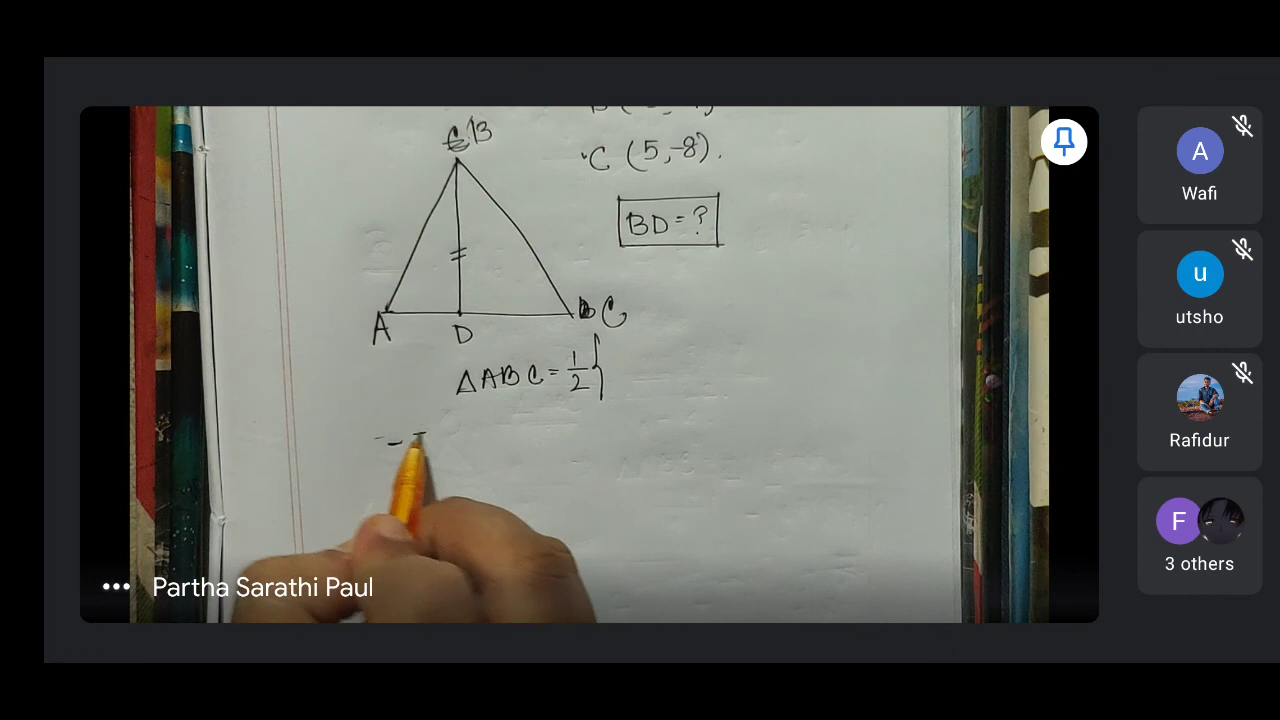 C (5,-8).
BD = ?
B
A
D
C
△ABC = 1/2 {
Partha Sarathi Paul
A
Wafi
u
utsho
Rafidur
F
3 others